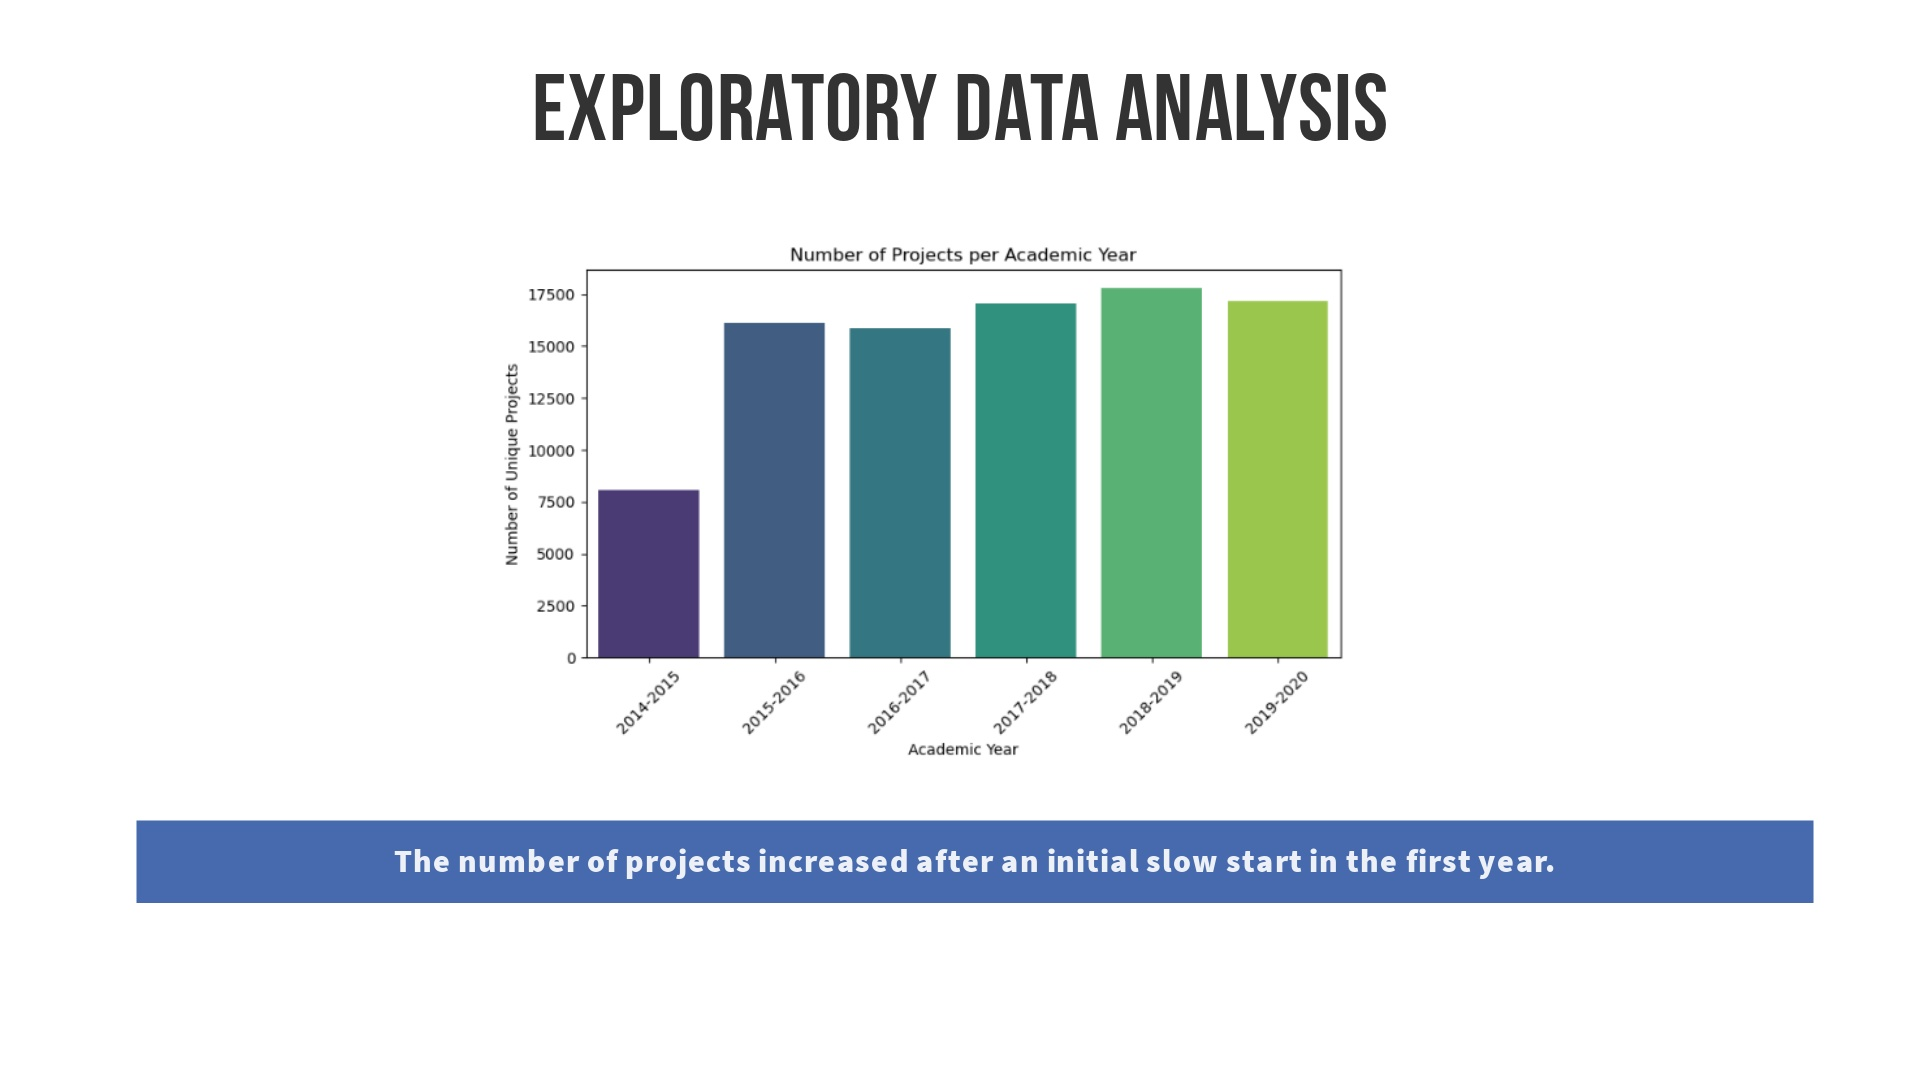 EXPLORATORY DATA ANALYSIS
Number of Projects per Academic Year
Number of Unique Projects
17500
15000
12500
10000
7500
5000
2500
0
2014-2015
2015-2016
2016-2017
2017-2018
2018-2019
2019-2020
Academic Year
The number of projects increased after an initial slow start in the first year.